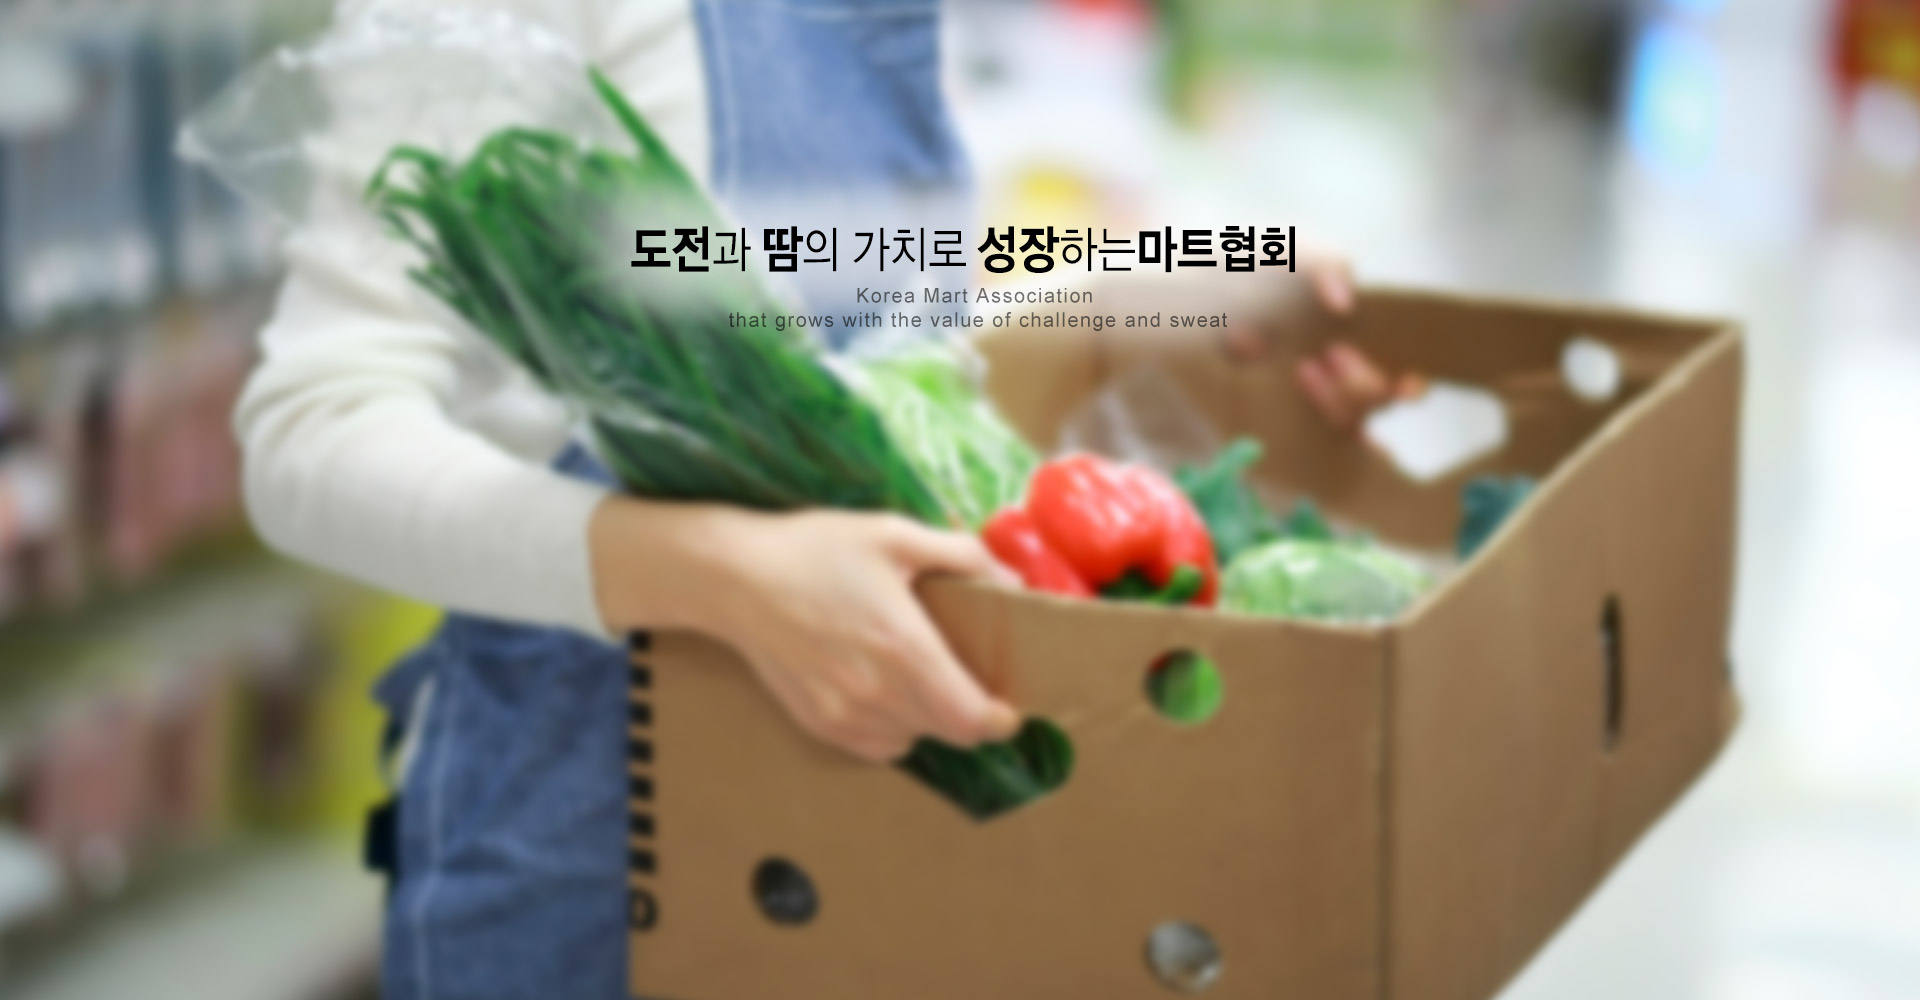 도전과 땀의 가치로 성장하는마트협회
Korea Mart Association
that grows with the value of challenge and sweat